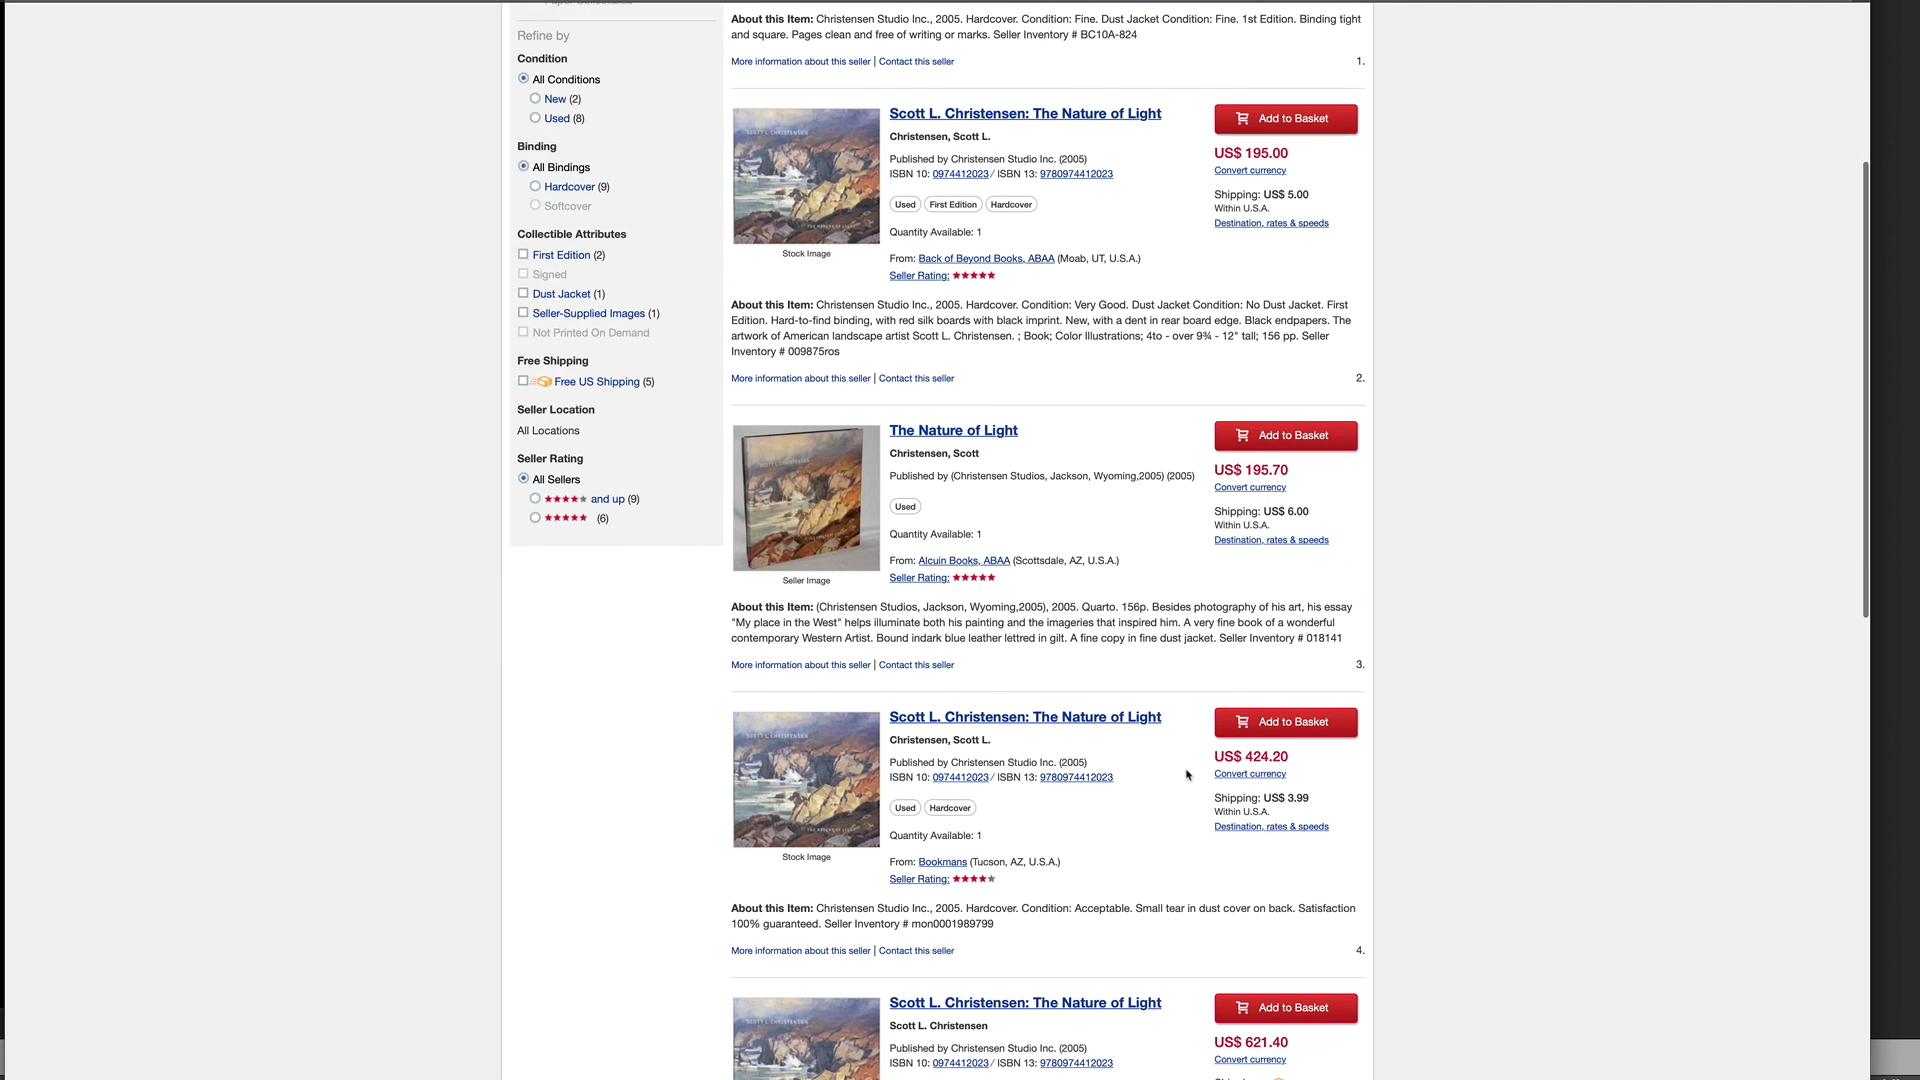 Refine by
Condition
All Conditions
New (2)
Used (8)
Binding
All Bindings
Hardcover (9)
Softcover
Collectible Attributes
First Edition (2)
Signed
Dust Jacket (1)
Seller-Supplied Images (1)
Not Printed On Demand
Free Shipping
Free US Shipping (5)
Seller Location
All Locations
Seller Rating
All Sellers
★★★★★ and up (9)
★★★★★ (6)
About this Item: Christensen Studio Inc., 2005. Hardcover. Condition: Fine. Dust Jacket Condition: Fine. 1st Edition. Binding tight
and square. Pages clean and free of writing or marks. Seller Inventory # BC10A-824
More information about this seller | Contact this seller
1.
SCOTT L. CHRISTENSEN
THE NATURE OF LIGHT
Stock Image
Scott L. Christensen: The Nature of Light
Christensen, Scott L.
Published by Christensen Studio Inc. (2005)
ISBN 10: 0974412023 / ISBN 13: 9780974412023
Used First Edition Hardcover
Quantity Available: 1
From: Back of Beyond Books, ABAA (Moab, UT, U.S.A.)
Seller Rating: ★★★★★
Add to Basket
US$ 195.00
Convert currency
Shipping: US$ 5.00
Within U.S.A.
Destination, rates & speeds
About this Item: Christensen Studio Inc., 2005. Hardcover. Condition: Very Good. Dust Jacket Condition: No Dust Jacket. First
Edition. Hard-to-find binding, with red silk boards with black imprint. New, with a dent in rear board edge. Black endpapers. The
artwork of American landscape artist Scott L. Christensen. ; Book; Color Illustrations; 4to - over 9¾ - 12" tall; 156 pp. Seller
Inventory # 009875ros
More information about this seller | Contact this seller
2.
SCOTT L. CHRISTENSEN
Seller Image
The Nature of Light
Christensen, Scott
Published by (Christensen Studios, Jackson, Wyoming,2005) (2005)
Used
Quantity Available: 1
From: Alcuin Books, ABAA (Scottsdale, AZ, U.S.A.)
Seller Rating: ★★★★★
Add to Basket
US$ 195.70
Convert currency
Shipping: US$ 6.00
Within U.S.A.
Destination, rates & speeds
About this Item: (Christensen Studios, Jackson, Wyoming,2005), 2005. Quarto. 156p. Besides photography of his art, his essay
"My place in the West" helps illuminate both his painting and the imageries that inspired him. A very fine book of a wonderful
contemporary Western Artist. Bound indark blue leather lettred in gilt. A fine copy in fine dust jacket. Seller Inventory # 018141
More information about this seller | Contact this seller
3.
SCOTT L. CHRISTENSEN
THE NATURE OF LIGHT
Stock Image
Scott L. Christensen: The Nature of Light
Christensen, Scott L.
Published by Christensen Studio Inc. (2005)
ISBN 10: 0974412023 / ISBN 13: 9780974412023
Used Hardcover
Quantity Available: 1
From: Bookmans (Tucson, AZ, U.S.A.)
Seller Rating: ★★★★★
Add to Basket
US$ 424.20
Convert currency
Shipping: US$ 3.99
Within U.S.A.
Destination, rates & speeds
About this Item: Christensen Studio Inc., 2005. Hardcover. Condition: Acceptable. Small tear in dust cover on back. Satisfaction
100% guaranteed. Seller Inventory # mon0001989799
More information about this seller | Contact this seller
4.
SCOTT L. CHRISTENSEN
Scott L. Christensen: The Nature of Light
Scott L. Christensen
Published by Christensen Studio Inc. (2005)
ISBN 10: 0974412023 / ISBN 13: 9780974412023
Add to Basket
US$ 621.40
Convert currency